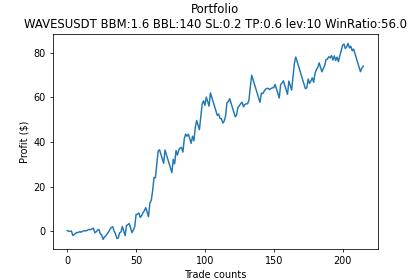 Portfolio
WAVESUSDT BBM:1.6 BBL:140 SL:0.2 TP:0.6 lev:10 WinRatio:56.0
80
60
40
20
0
Profit ($)
0 50 100 150 200
Trade counts